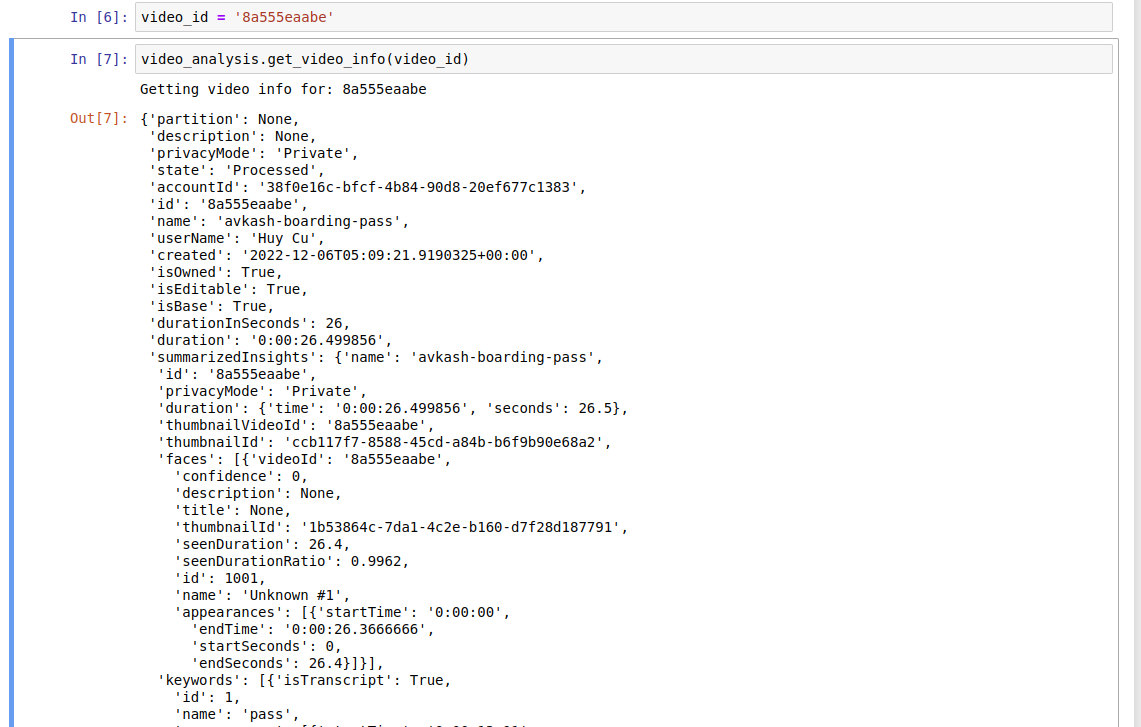 In [6]: video_id = '8a555eaabe'
In [7]: video_analysis.get_video_info(video_id)
Getting video info for: 8a555eaabe
Out[7]: {'partition': None,
'description': None,
'privacyMode': 'Private',
'state': 'Processed',
'accountId': '38f0e16c-bfcf-4b84-90d8-20ef677c1383',
'id': '8a555eaabe',
'name': 'avkash-boarding-pass',
'userName': 'Huy Cu',
'created': '2022-12-06T05:09:21.9190325+00:00',
'isOwned': True,
'isEditable': True,
'isBase': True,
'durationInSeconds': 26,
'duration': '0:00:26.499856',
'summarizedInsights': {'name': 'avkash-boarding-pass',
'id': '8a555eaabe',
'privacyMode': 'Private',
'duration': {'time': '0:00:26.499856', 'seconds': 26.5},
'thumbnailVideoId': '8a555eaabe',
'thumbnailId': 'ccb117f7-8588-45cd-a84b-b6f9b90e68a2',
'faces': [{'videoId': '8a555eaabe',
'confidence': 0,
'description': None,
'title': None,
'thumbnailId': '1b53864c-7da1-4c2e-b160-d7f28d187791',
'seenDuration': 26.4,
'seenDurationRatio': 0.9962,
'id': 1001,
'name': 'Unknown #1',
'appearances': [{'startTime': '0:00:00',
'endTime': '0:00:26.3666666',
'startSeconds': 0,
'endSeconds': 26.4}]}],
'keywords': [{'isTranscript': True,
'id': 1,
'name': 'pass',